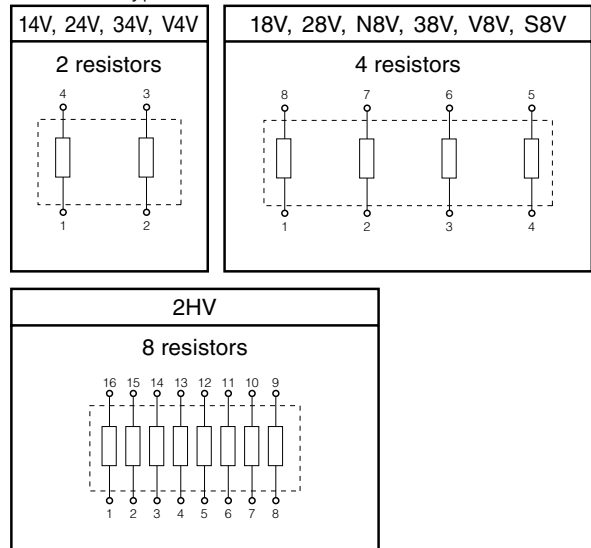 14V, 24V, 34V, V4V
2 resistors
4 3
1 2
18V, 28V, N8V, 38V, V8V, S8V
4 resistors
8 7 6 5
1 2 3 4
2HV
8 resistors
16 15 14 13 12 11 10 9
1 2 3 4 5 6 7 8